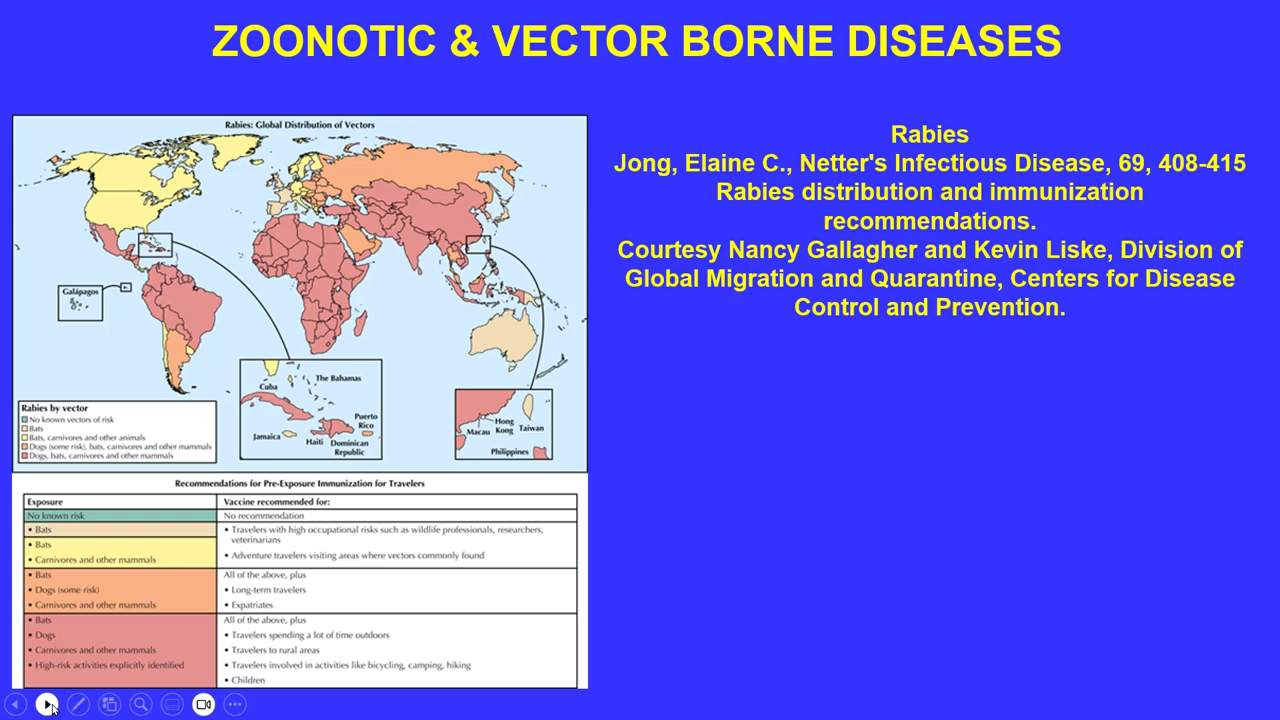 ZOONOTIC & VECTOR BORNE DISEASES
Rabies: Global Distribution of Vectors
Galápagos
Cuba
The Bahamas
Puerto
Rico
Jamaica
Haiti
Dominican
Republic
Hong
Kong
Macau
Taiwan
Philippines
Rabies by vector
No known vectors of risk
Bats
Bats, carnivores and other animals
Dogs (some risk), bats, carnivores and other mammals
Dogs, bats, carnivores and other mammals
Recommendations for Pre-Exposure Immunization for Travelers
Exposure
Vaccine recommended for:
No known risk
No recommendation
• Bats
• Bats
• Carnivores and other mammals
• Travelers with high occupational risks such as wildlife professionals, researchers,
veterinarians
• Adventure travelers visiting areas where vectors commonly found
• Bats
• Dogs (some risk)
• Carnivores and other mammals
All of the above, plus
• Long-term travelers
• Expatriates
• Bats
• Dogs
• Carnivores and other mammals
• High-risk activities explicitly identified
All of the above, plus
• Travelers spending a lot of time outdoors
• Travelers to rural areas
• Travelers involved in activities like bicycling, camping, hiking
• Children
Rabies
Jong, Elaine C., Netter's Infectious Disease, 69, 408-415
Rabies distribution and immunization
recommendations.
Courtesy Nancy Gallagher and Kevin Liske, Division of
Global Migration and Quarantine, Centers for Disease
Control and Prevention.